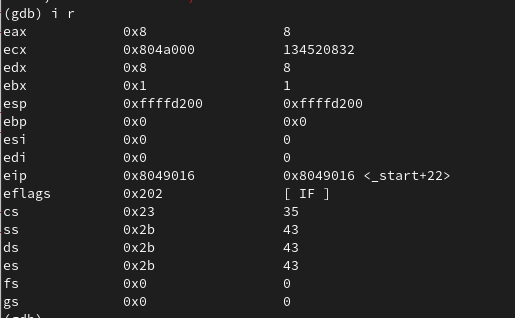 (gdb) i r
eax 0x8 8
ecx 0x804a000 134520832
edx 0x8 8
ebx 0x1 1
esp 0xffffd200 0xffffd200
ebp 0x0 0x0
esi 0x0 0
edi 0x0 0
eip 0x8049016 0x8049016 <_start+22>
eflags 0x202 [ IF ]
cs 0x23 35
ss 0x2b 43
ds 0x2b 43
es 0x2b 43
fs 0x0 0
gs 0x0 0
(gdb)